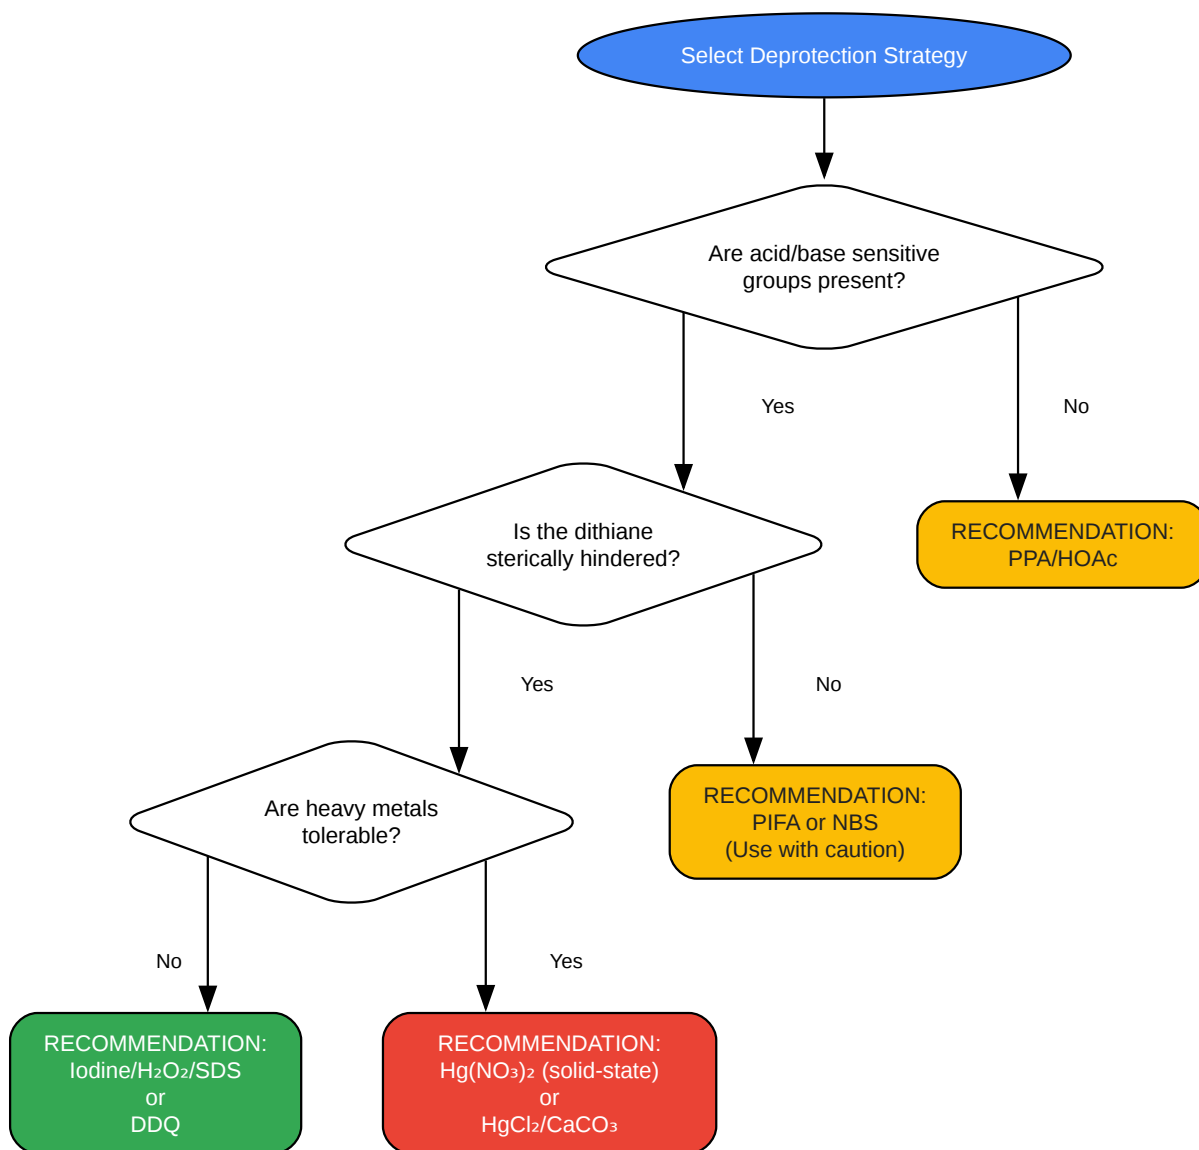 Select Deprotection Strategy
Are acid/base sensitive
groups present?
Yes
No
Is the dithiane
sterically hindered?
RECOMMENDATION:
PPA/HOAc
Yes
No
Are heavy metals
tolerable?
RECOMMENDATION:
PIFA or NBS
(Use with caution)
No
Yes
RECOMMENDATION:
Iodine/H₂O₂/SDS
or
DDQ
RECOMMENDATION:
Hg(NO₃)₂ (solid-state)
or
HgCl₂/CaCO₃